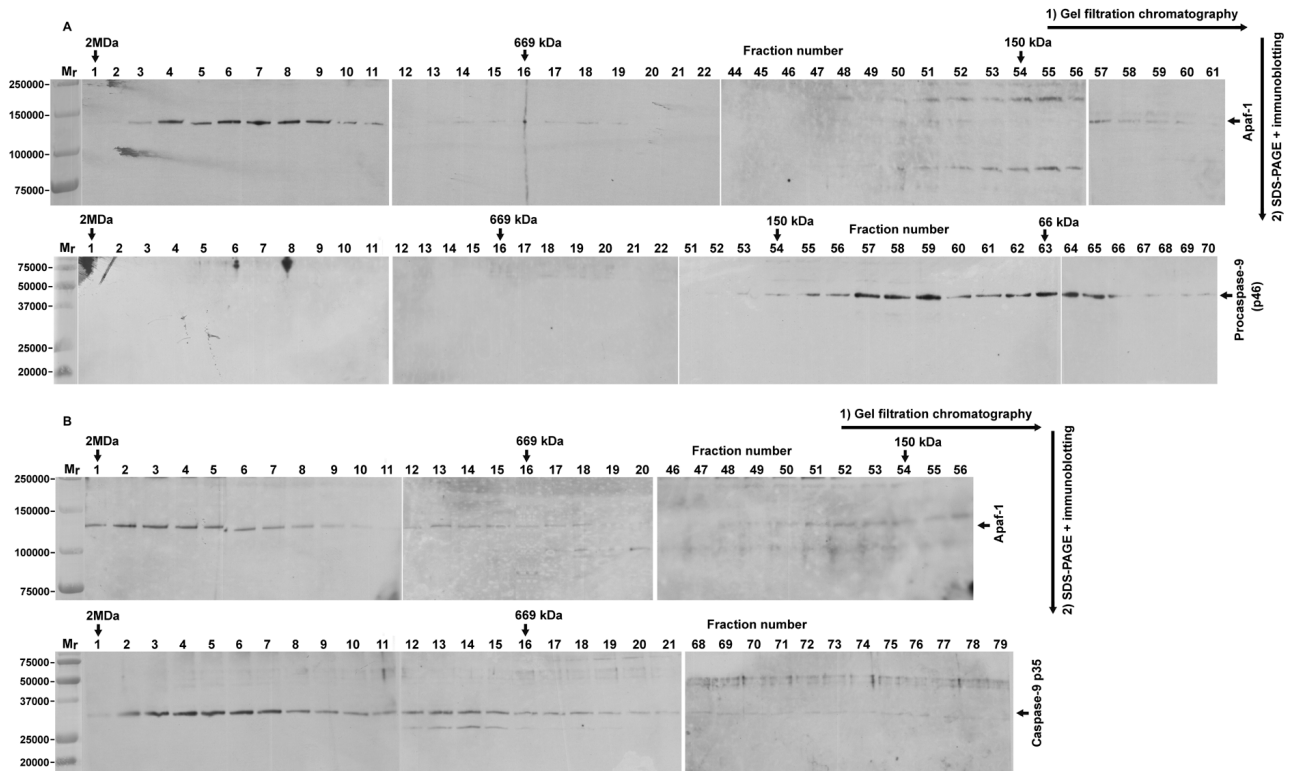 A
1) Gel filtration chromatography
2MDa 669 kDa Fraction number 150 kDa
Mr 1 2 3 4 5 6 7 8 9 10 11 12 13 14 15 16 17 18 19 20 21 22 44 45 46 47 48 49 50 51 52 53 54 55 56 57 58 59 60 61
250000
150000
100000
75000
Apaf-1
2) SDS-PAGE + immunoblotting
2MDa 669 kDa 150 kDa Fraction number 66 kDa
Mr 1 2 3 4 5 6 7 8 9 10 11 12 13 14 15 16 17 18 19 20 21 22 51 52 53 54 55 56 57 58 59 60 61 62 63 64 65 66 67 68 69 70
75000
50000
37000
25000
20000
Procaspase-9
(p46)
B
1) Gel filtration chromatography
2MDa 669 kDa Fraction number 150 kDa
Mr 1 2 3 4 5 6 7 8 9 10 11 12 13 14 15 16 17 18 19 20 46 47 48 49 50 51 52 53 54 55 56
250000
150000
100000
75000
Apaf-1
2) SDS-PAGE + immunoblotting
2MDa 669 kDa Fraction number
Mr 1 2 3 4 5 6 7 8 9 10 11 12 13 14 15 16 17 18 19 20 21 68 69 70 71 72 73 74 75 76 77 78 79
75000
50000
37000
25000
20000
Caspase-9 p35